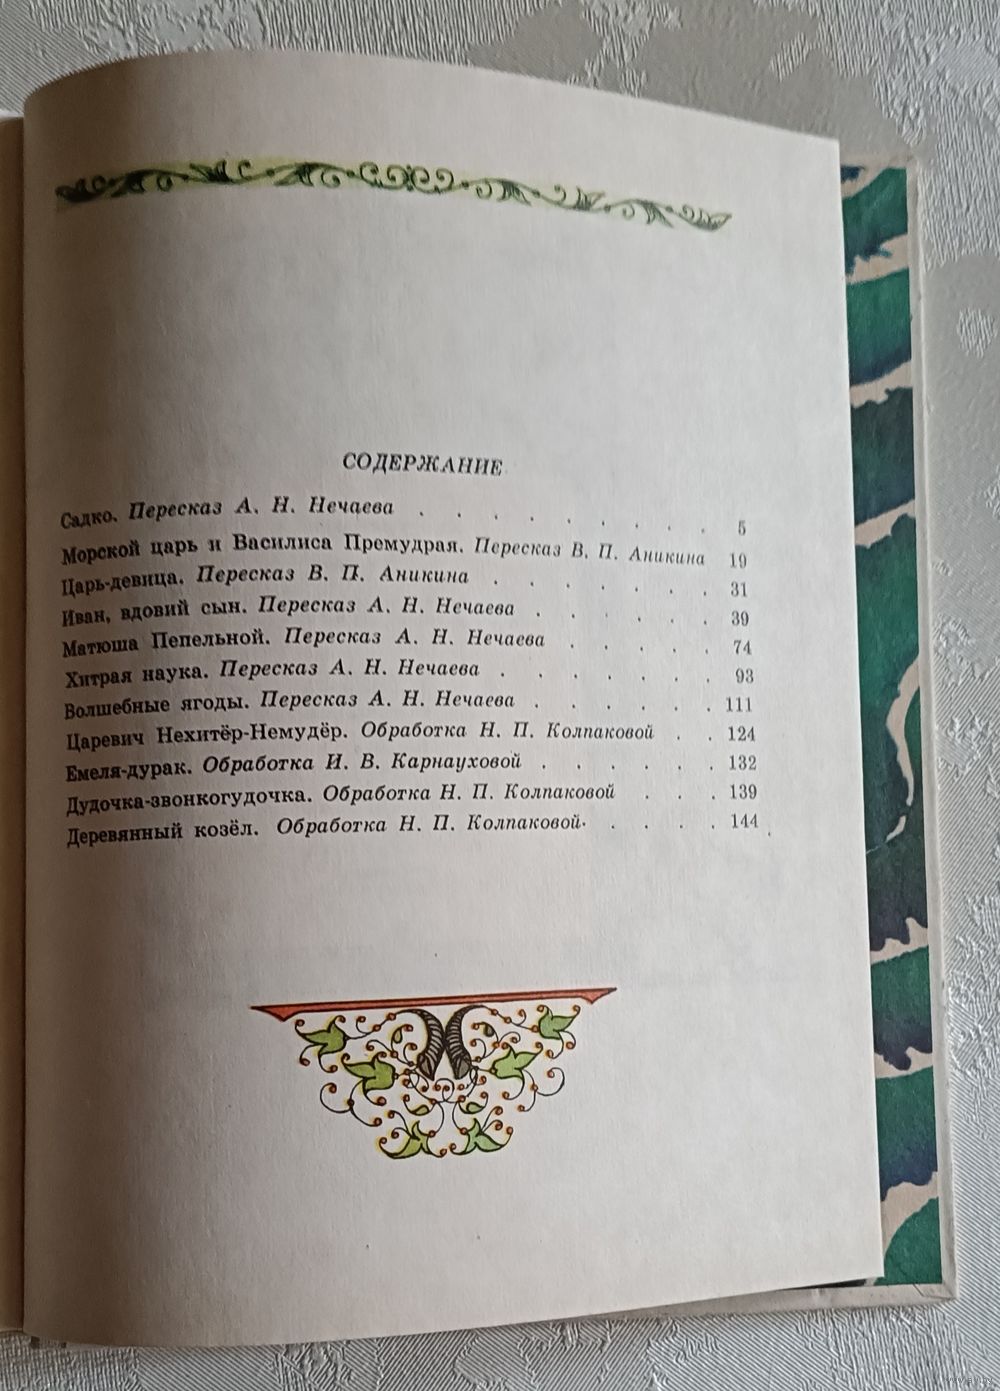 СОДЕРЖАНИЕ
Садко. Пересказ А. Н. Нечаева . . . . . . . . 5
Морской царь и Василиса Премудрая. Пересказ В. П. Аникина 19
Царь-девица. Пересказ В. П. Аникина . . . . . . . 31
Иван, вдовий сын. Пересказ А. Н. Нечаева . . . . . . 39
Матюша Пепельной. Пересказ А. Н. Нечаева . . . . . 74
Хитрая наука. Пересказ А. Н. Нечаева . . . . . . . 93
Волшебные ягоды. Пересказ А. Н. Нечаева . . . . . . 111
Царевич Нехитёр-Немудёр. Обработка Н. П. Колпаковой . . 124
Емеля-дурак. Обработка И. В. Карнауховой . . . . . . 132
Дудочка-звонкогудочка. Обработка Н. П. Колпаковой . . . 139
Деревянный козёл. Обработка Н. П. Колпаковой . . . . 144